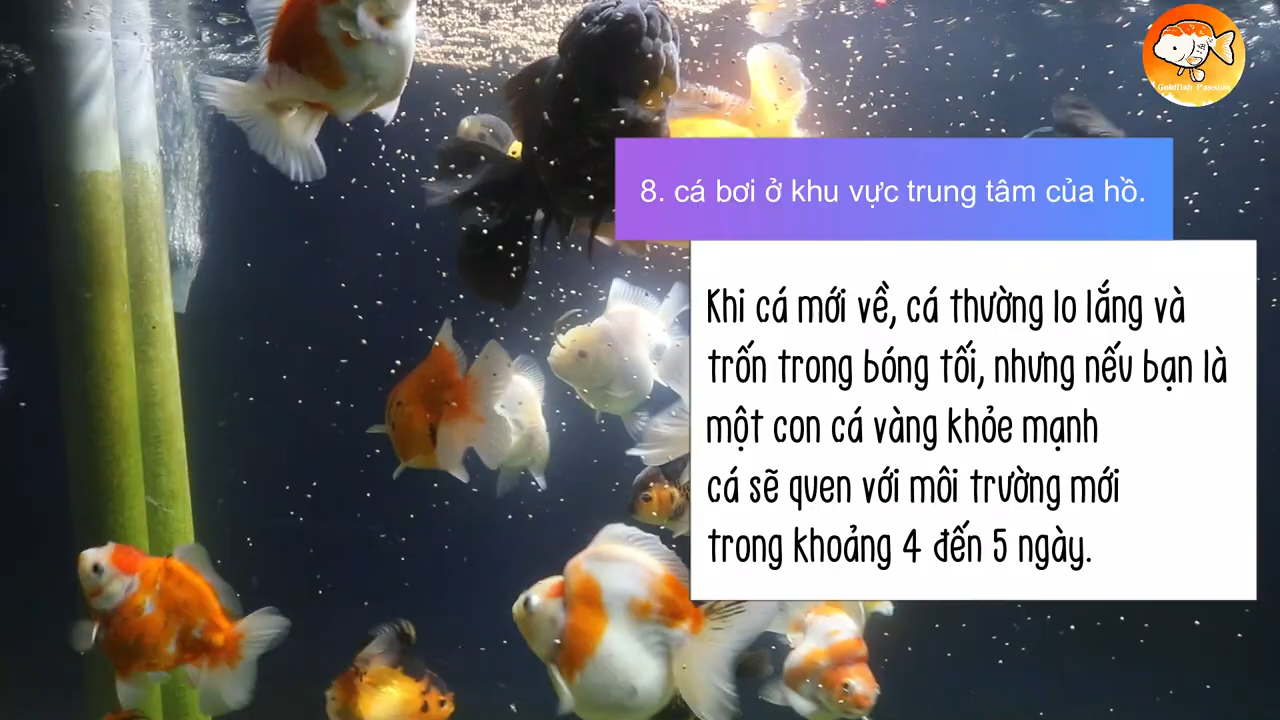 Goldfish Passion
8. cá bơi ở khu vực trung tâm của hồ.
Khi cá mới về, cá thường lo lắng và
trốn trong bóng tối, nhưng nếu bạn là
một con cá vàng khỏe mạnh
cá sẽ quen với môi trường mới
trong khoảng 4 đến 5 ngày.